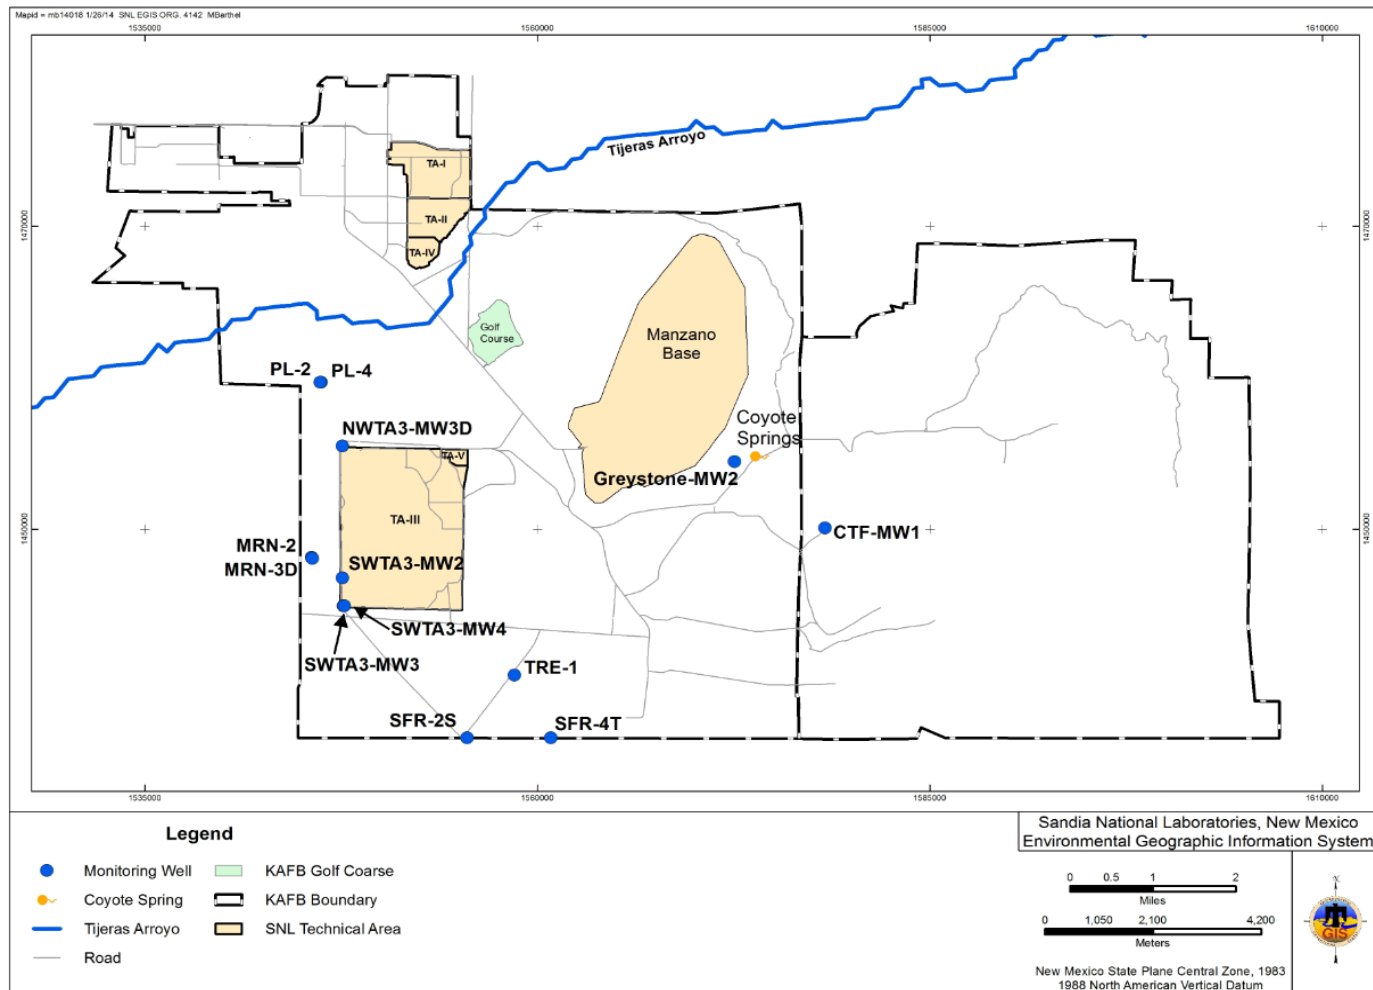 Mapid = mb14018 1/26/14 SNL EGIS ORG. 4142 MBarthel
1535000 1560000 1585000 1610000
Tijeras Arroyo
TA-I
TA-II
TA-IV
1470000 1470000
Golf
Course
Manzano
Base
PL-2 PL-4
Coyote
Springs
NWTA3-MW3D
TA-V
Greystone-MW2
TA-III
1450000 1450000
CTF-MW1
MRN-2
MRN-3D
SWTA3-MW2
SWTA3-MW4
SWTA3-MW3
TRE-1
SFR-2S
SFR-4T
1535000 1560000 1585000 1610000
Legend
Monitoring Well
Coyote Spring
Tijeras Arroyo
Road
KAFB Golf Coarse
KAFB Boundary
SNL Technical Area
Sandia National Laboratories, New Mexico
Environmental Geographic Information System
0 0.5 1 2
Miles
0 1,050 2,100 4,200
Meters
GIS
New Mexico State Plane Central Zone, 1983
1988 North American Vertical Datum